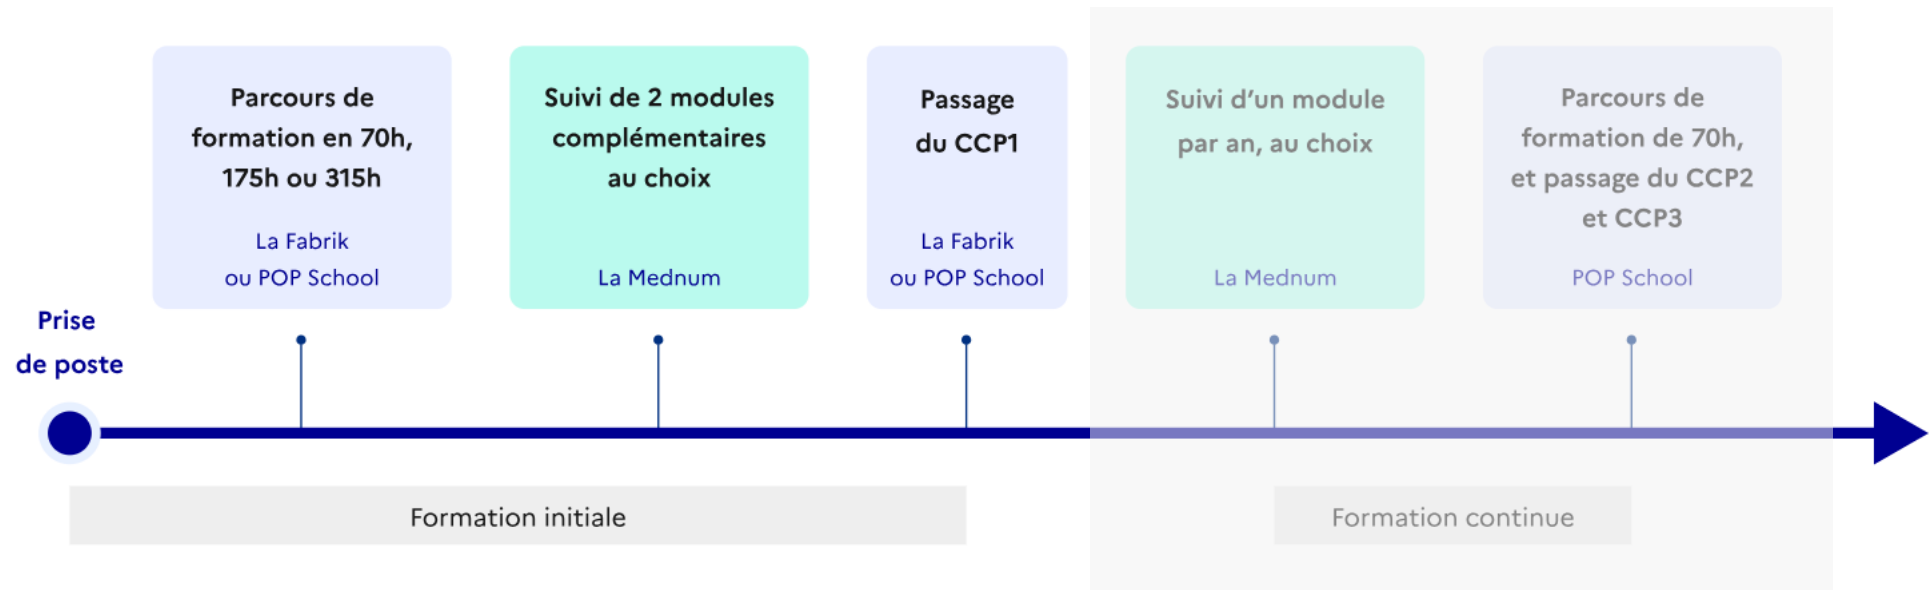 Prise
de poste
Parcours de
formation en 70h,
175h ou 315h
La Fabrik
ou POP School
Suivi de 2 modules
complémentaires
au choix
La Mednum
Passage
du CCP1
La Fabrik
ou POP School
Suivi d’un module
par an, au choix
La Mednum
Parcours de
formation de 70h,
et passage du CCP2
et CCP3
POP School
Formation initiale
Formation continue